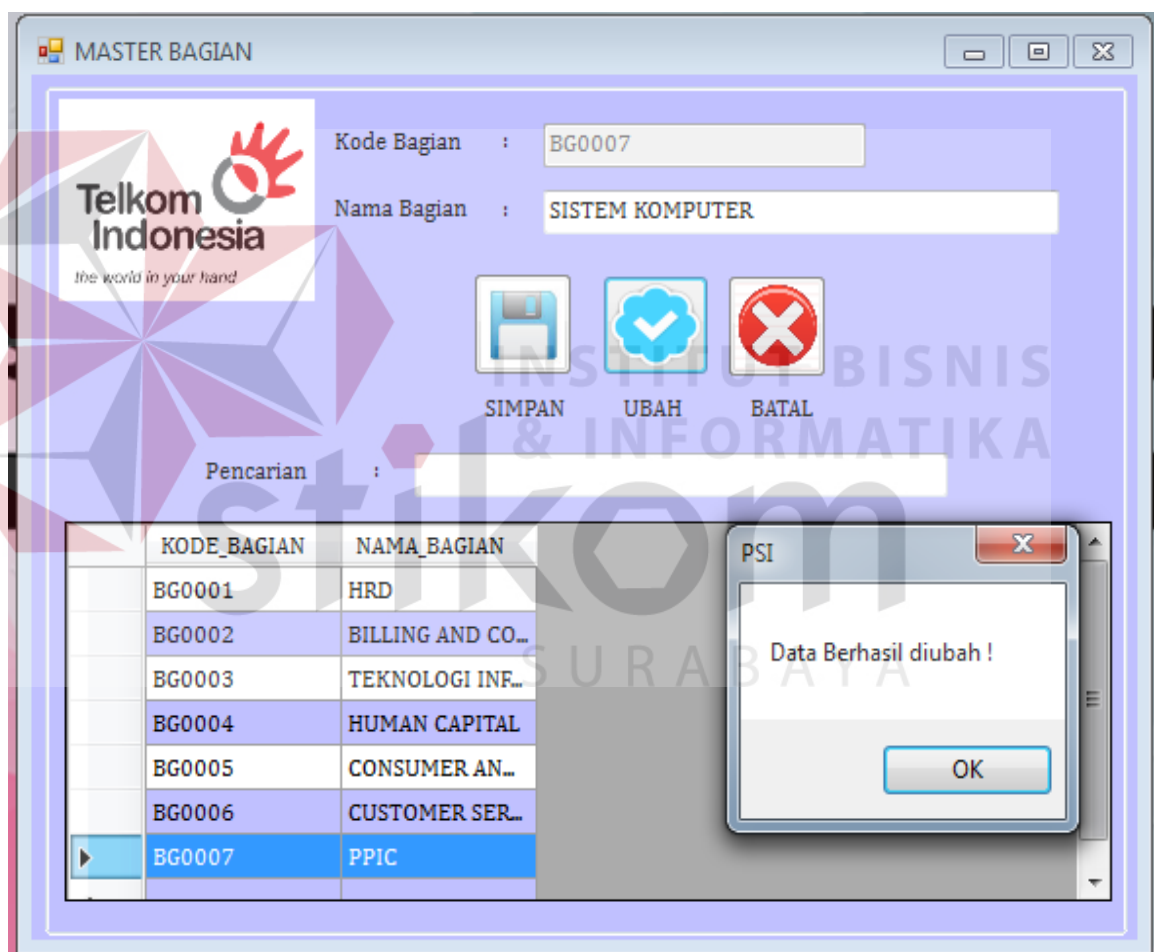 MASTER BAGIAN
Telkom
Indonesia
the world in your hand
Kode Bagian : BG0007
Nama Bagian : SISTEM KOMPUTER
SIMPAN UBAH BATAL
Pencarian :
KODE_BAGIAN NAMA_BAGIAN
BG0001 HRD
BG0002 BILLING AND CO...
BG0003 TEKNOLOGI INF...
BG0004 HUMAN CAPITAL
BG0005 CONSUMER AN...
BG0006 CUSTOMER SER...
BG0007 PPIC
PSI
Data Berhasil diubah !
OK
INSTITUT BISNIS
& INFORMATIKA
stikom
SURABAYA